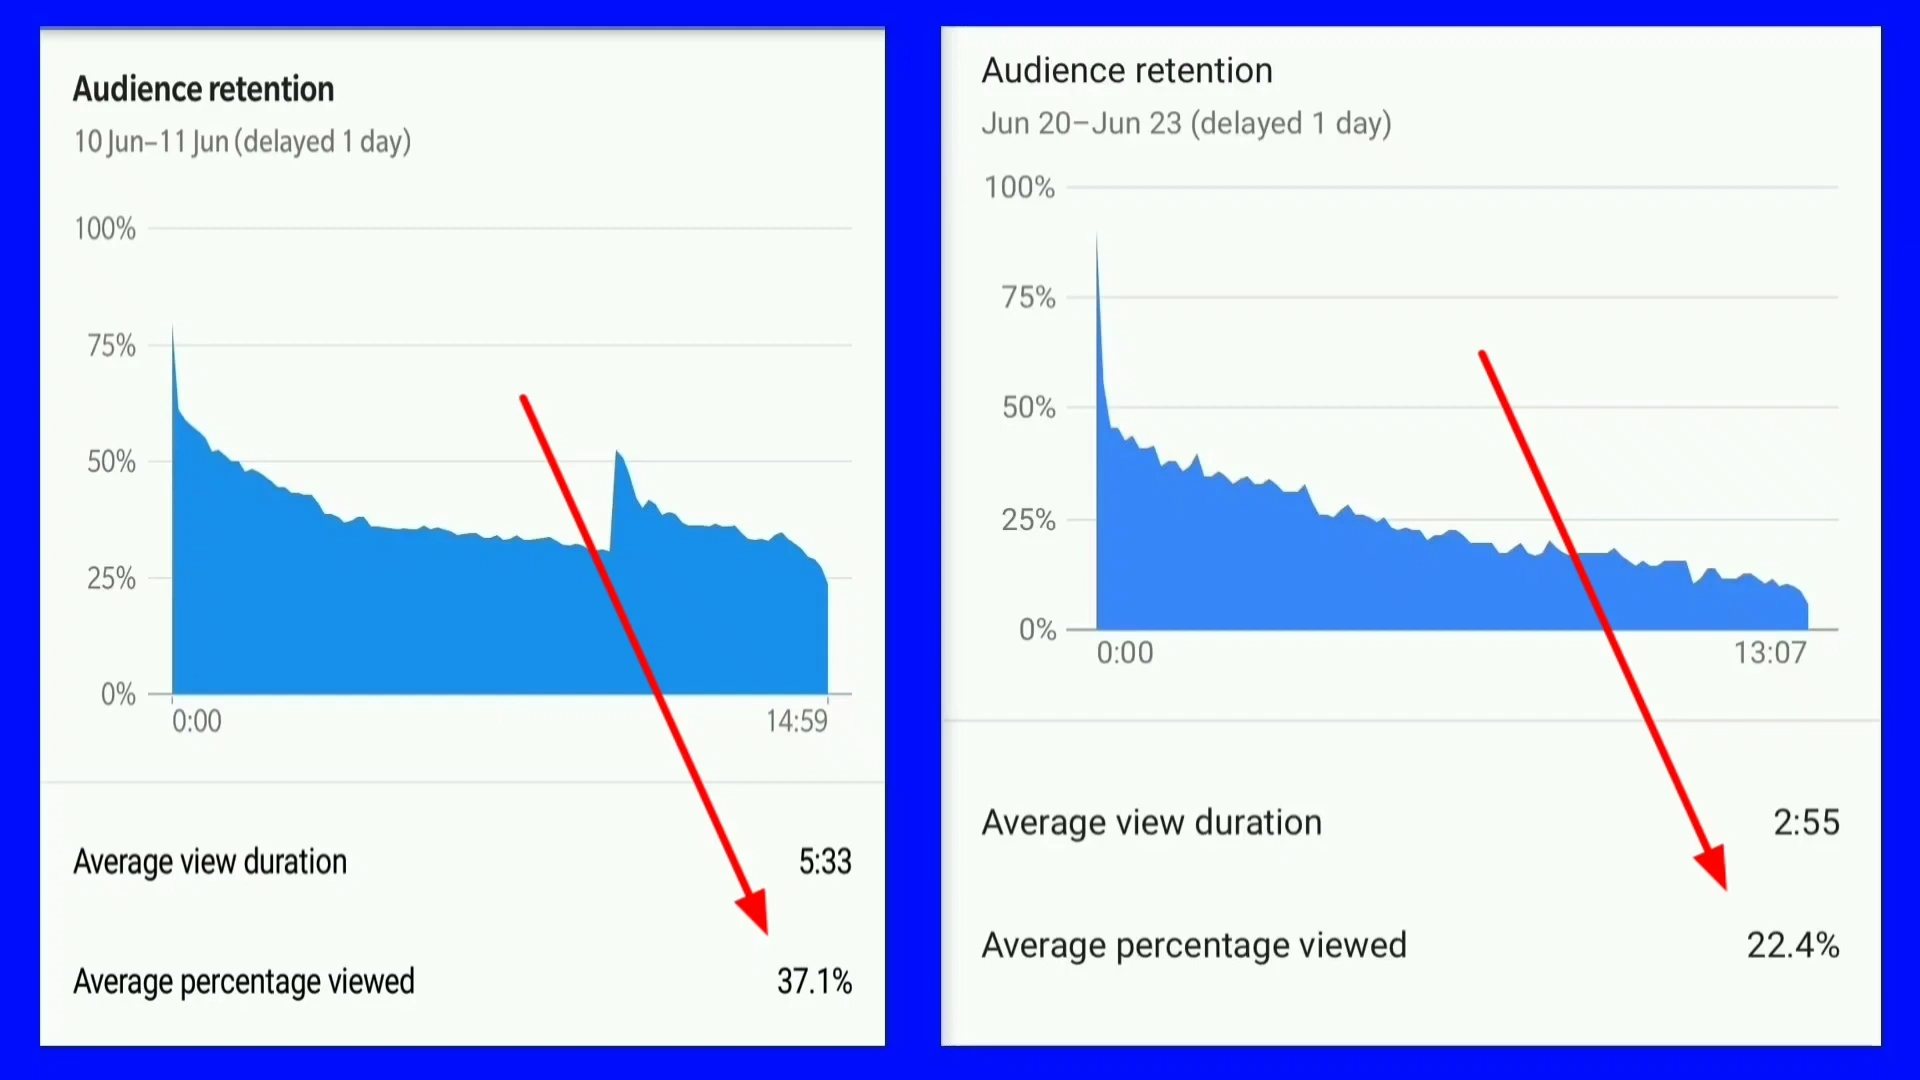 Audience retention
10 Jun–11 Jun (delayed 1 day)
100%
75%
50%
25%
0%
0:00
14:59
Average view duration
5:33
Average percentage viewed
37.1%
Audience retention
Jun 20–Jun 23 (delayed 1 day)
100%
75%
50%
25%
0%
0:00
13:07
Average view duration
2:55
Average percentage viewed
22.4%